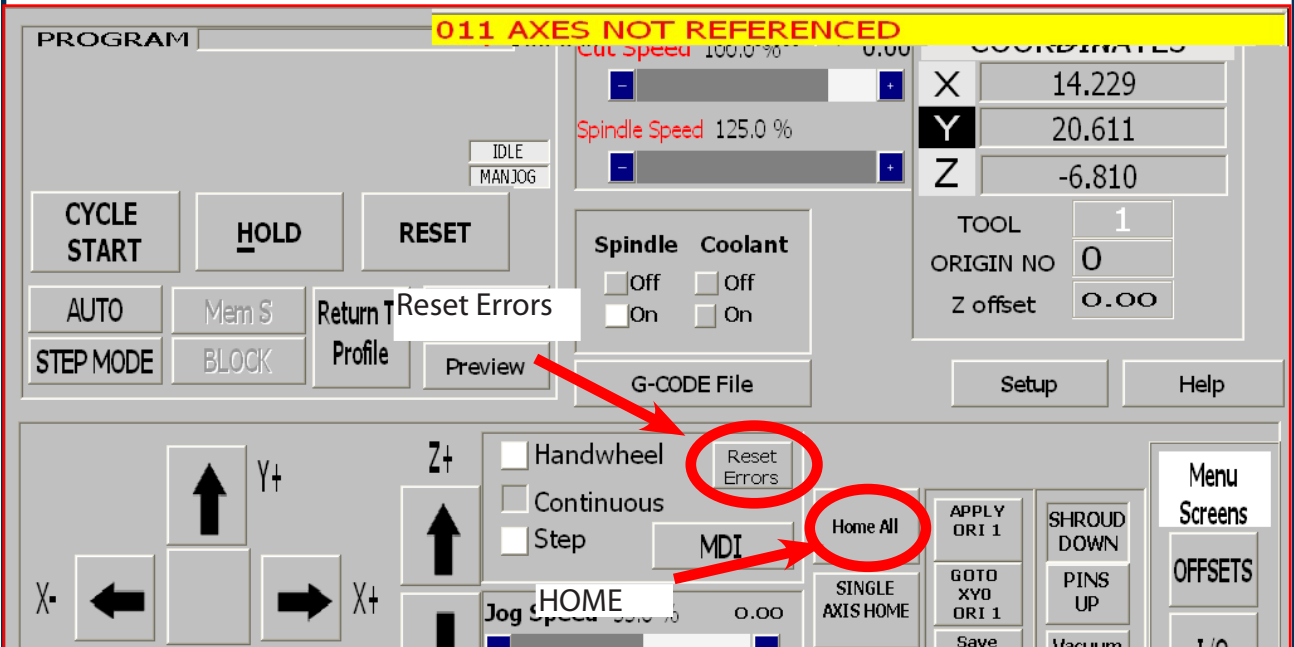 011 AXES NOT REFERENCED
PROGRAM
Cut Speed 100.0 % 0.00
COORDINATES
-
+
X 14.229
Spindle Speed 125.0 %
Y 20.611
IDLE
-
+
MANJOG
Z -6.810
CYCLE
START
HOLD
RESET
Spindle Coolant
Off Off
On On
TOOL 1
ORIGIN NO 0
Z offset 0.00
AUTO
Mem S
Return T
Profile
Reset Errors
STEP MODE
BLOCK
Preview
G-CODE File
Setup
Help
Y+
Z+
Handwheel
Continuous
Step
Reset
Errors
MDI
Home All
APPLY
ORI 1
SHROUD
DOWN
Menu
Screens
X-
X+
HOME
SINGLE
AXIS HOME
GOTO
XY0
ORI 1
PINS
UP
OFFSETS
Jog % 0.00
Save
Vacuum
I/O